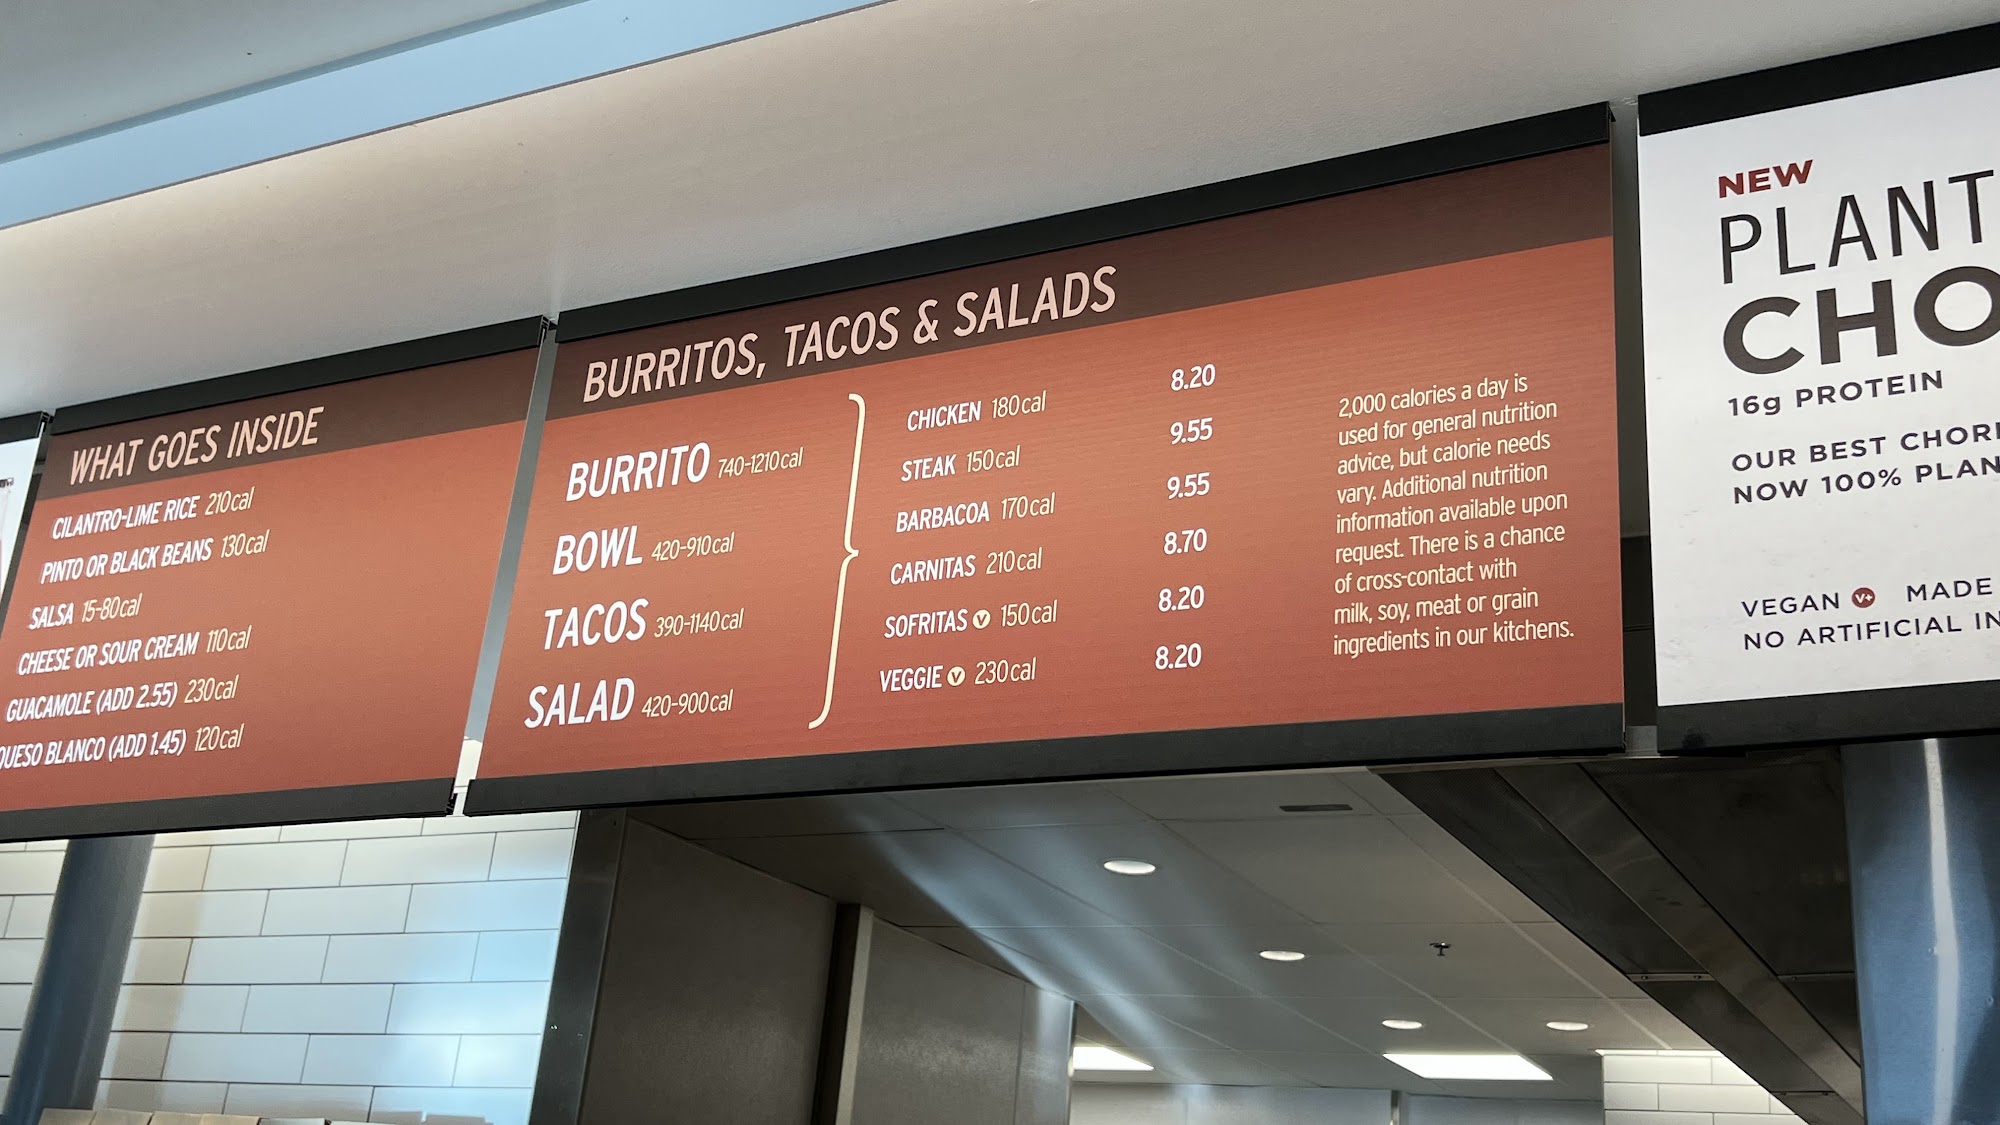 WHAT GOES INSIDE
CILANTRO-LIME RICE 210cal
PINTO OR BLACK BEANS 130cal
SALSA 15-80cal
CHEESE OR SOUR CREAM 110cal
GUACAMOLE (ADD 2.55) 230cal
QUESO BLANCO (ADD 1.45) 120cal
BURRITOS, TACOS & SALADS
BURRITO 740-1210cal
BOWL 420-910cal
TACOS 390-1140cal
SALAD 420-900cal
CHICKEN 180cal 8.20
STEAK 150cal 9.55
BARBACOA 170cal 9.55
CARNITAS 210cal 8.70
SOFRITAS V 150cal 8.20
VEGGIE V 230cal 8.20
2,000 calories a day is
used for general nutrition
advice, but calorie needs
vary. Additional nutrition
information available upon
request. There is a chance
of cross-contact with
milk, soy, meat or grain
ingredients in our kitchens.
NEW
PLANT
CHO
16g PROTEIN
OUR BEST CHORI
NOW 100% PLAN
VEGAN V+ MADE
NO ARTIFICIAL IN